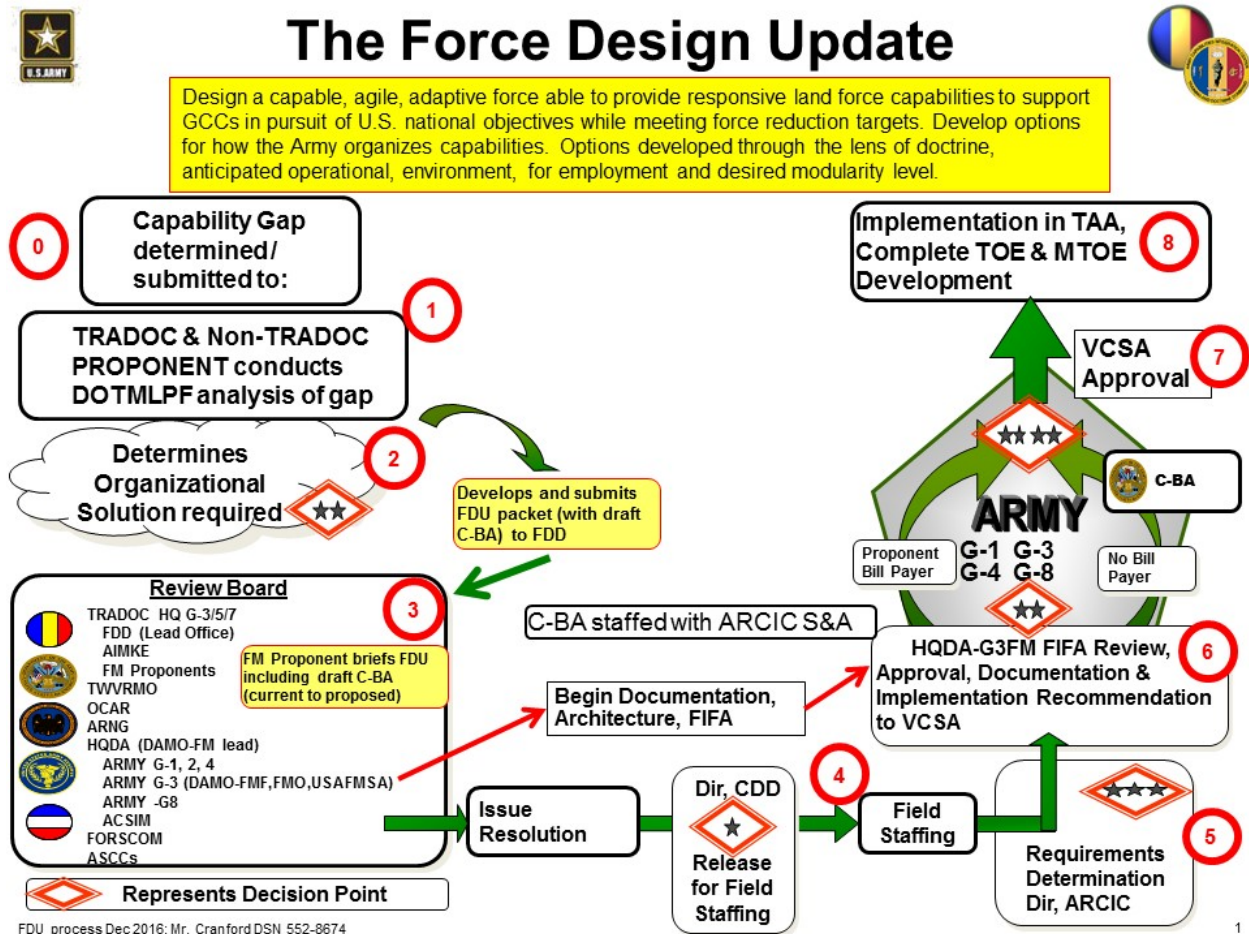 The Force Design Update
U.S.ARMY
Design a capable, agile, adaptive force able to provide responsive land force capabilities to support
GCCs in pursuit of U.S. national objectives while meeting force reduction targets. Develop options
for how the Army organizes capabilities. Options developed through the lens of doctrine,
anticipated operational, environment, for employment and desired modularity level.
0
Capability Gap
determined/
submitted to:
1
TRADOC & Non-TRADOC
PROPONENT conducts
DOTMLPF analysis of gap
2
Determines
Organizational
Solution required
Develops and submits
FDU packet (with draft
C-BA) to FDD
Review Board
3
TRADOC HQ G-3/5/7
FDD (Lead Office)
AIMKE
FM Proponents
TWVRMO
OCAR
ARNG
HQDA (DAMO-FM lead)
ARMY G-1, 2, 4
ARMY G-3 (DAMO-FMF,FMO,USAFMSA)
ARMY -G8
ACSIM
FORSCOM
ASCCs
FM Proponent briefs FDU
including draft C-BA
(current to proposed)
Represents Decision Point
Begin Documentation,
Architecture, FIFA
C-BA staffed with ARCIC S&A
Issue
Resolution
Dir, CDD
Release
for Field
Staffing
4
Field
Staffing
5
Requirements
Determination
Dir, ARCIC
6
HQDA-G3FM FIFA Review,
Approval, Documentation &
Implementation Recommendation
to VCSA
ARMY
G-1 G-3
G-4 G-8
Proponent
Bill Payer
No Bill
Payer
C-BA
7
VCSA
Approval
8
Implementation in TAA,
Complete TOE & MTOE
Development
FDU process Dec 2016: Mr. Cranford DSN 552-8674
1